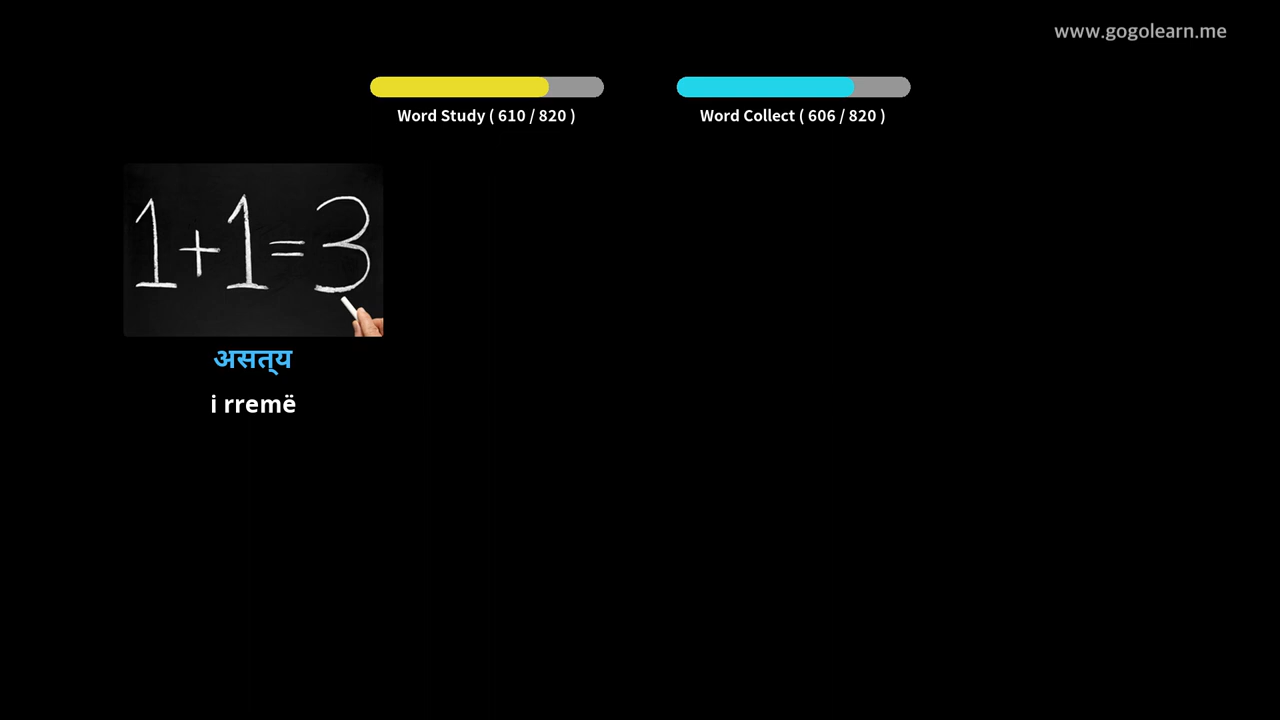 www.gogolearn.me
Word Study ( 610 / 820 )
Word Collect ( 606 / 820 )
1+1=3
असत्य
i rremë